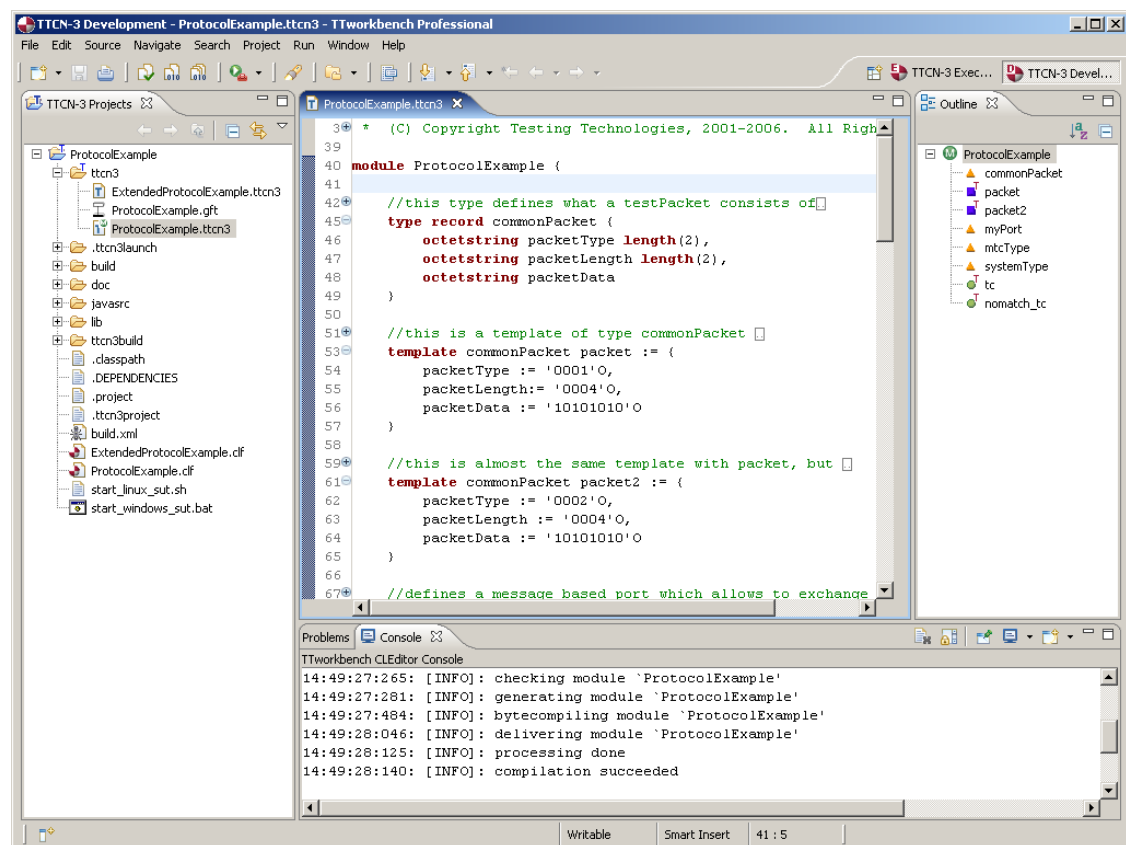 TTCN-3 Development - ProtocolExample.ttcn3 - TTworkbench Professional
File Edit Source Navigate Search Project Run Window Help
TCN-3 Exec... TTCN-3 Devel...
TTCN-3 Projects
ProtocolExample
ttcn3
ExtendedProtocolExample.ttcn3
ProtocolExample.gft
ProtocolExample.ttcn3
.ttcn3launch
build
doc
javasrc
lib
ttcn3build
.classpath
.DEPENDENCIES
.project
.ttcn3project
build.xml
ExtendedProtocolExample.clf
ProtocolExample.clf
start_linux_sut.sh
start_windows_sut.bat
ProtocolExample.ttcn3
3 * (C) Copyright Testing Technologies, 2001-2006. All Righ
39
40 module ProtocolExample {
41
42 //this type defines what a testPacket consists of
45 type record commonPacket {
46 octetstring packetType length(2),
47 octetstring packetLength length(2),
48 octetstring packetData
49 }
50
51 //this is a template of type commonPacket
53 template commonPacket packet := {
54 packetType := '0001'O,
55 packetLength:= '0004'O,
56 packetData := '10101010'O
57 }
58
59 //this is almost the same template with packet, but
61 template commonPacket packet2 := {
62 packetType := '0002'O,
63 packetLength := '0004'O,
64 packetData := '10101010'O
65 }
66
67 //defines a message based port which allows to exchange
Outline
ProtocolExample
commonPacket
packet
packet2
myPort
mtcType
systemType
tc
nomatch_tc
Problems Console
TTworkbench CLEditor Console
14:49:27:265: [INFO]: checking module `ProtocolExample'
14:49:27:281: [INFO]: generating module `ProtocolExample'
14:49:27:484: [INFO]: bytecompiling module `ProtocolExample'
14:49:28:046: [INFO]: delivering module `ProtocolExample'
14:49:28:125: [INFO]: processing done
14:49:28:140: [INFO]: compilation succeeded
Writable Smart Insert 41 : 5